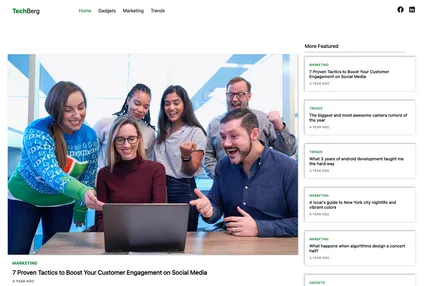 TechBerg
Home Gadgets Marketing Trends
More Featured
MARKETING
7 Proven Tactics to Boost Your Customer
Engagement on Social Media
A YEAR AGO
TRENDS
The biggest and most awesome camera rumors of
the year
A YEAR AGO
TRENDS
What 3 years of android development taught me
the hard way
A YEAR AGO
MARKETING
A local's guide to New York city nightlife and
vibrant colors
A YEAR AGO
MARKETING
What happens when algorithms design a concert
hall?
A YEAR AGO
GADGETS
MARKETING
7 Proven Tactics to Boost Your Customer Engagement on Social Media
A YEAR AGO